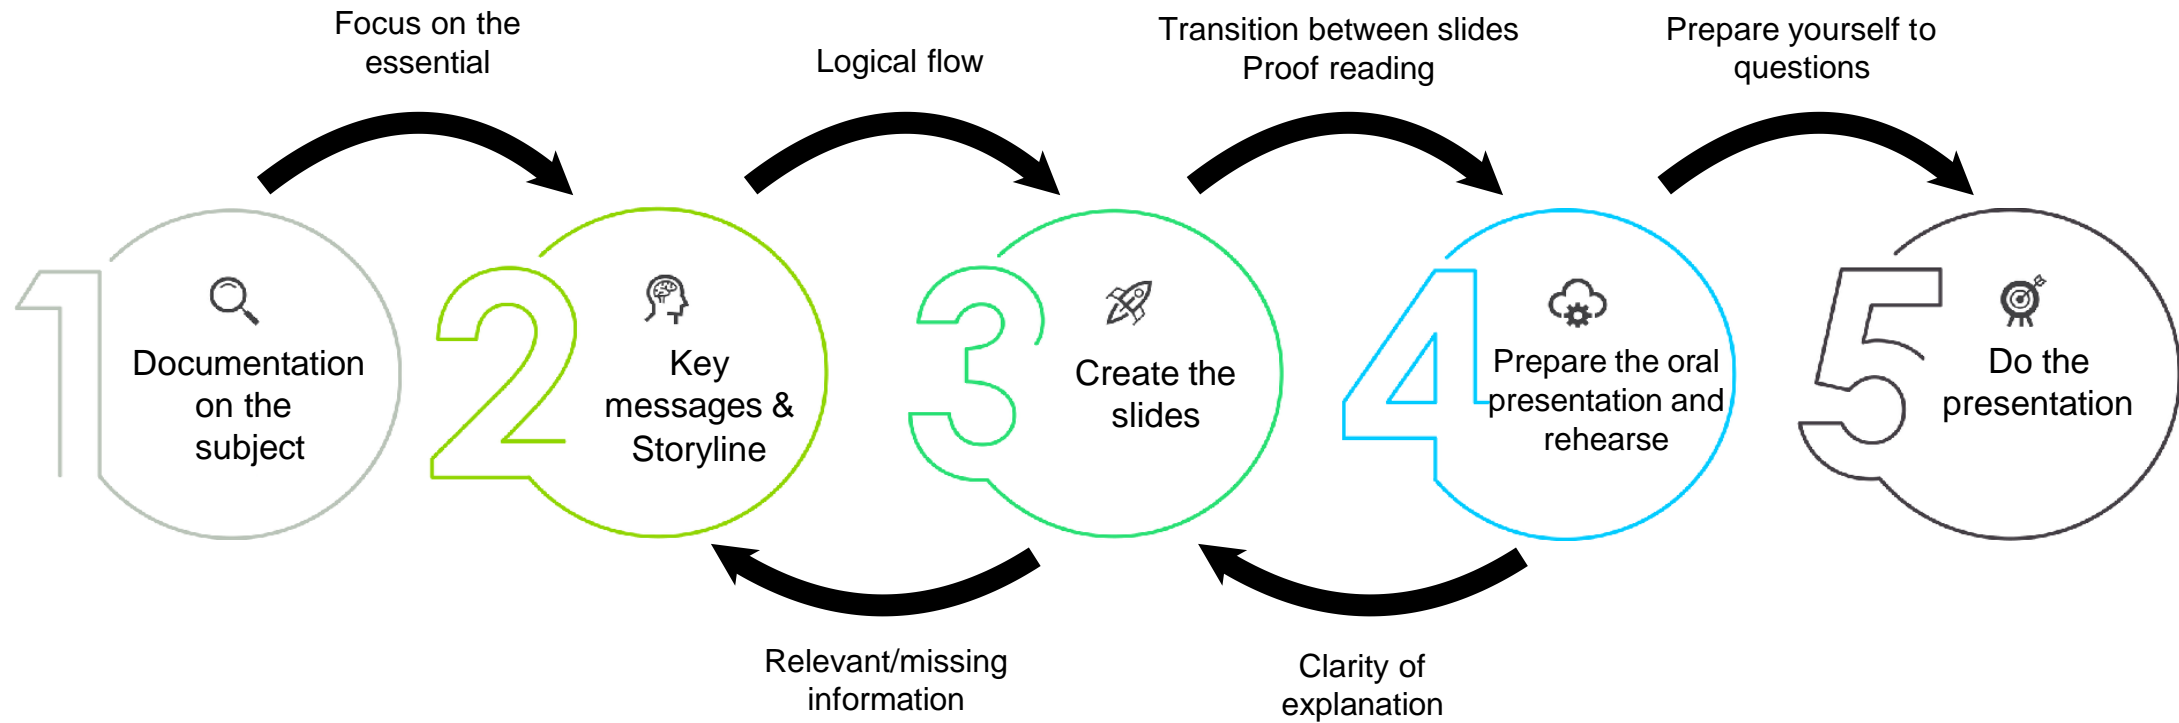 Focus on the
essential
Logical flow
Transition between slides
Proof reading
Prepare yourself to
questions
1
Documentation
on the
subject
2
Key
messages &
Storyline
3
Create the
slides
4
Prepare the oral
presentation and
rehearse
5
Do the
presentation
Relevant/missing
information
Clarity of
explanation